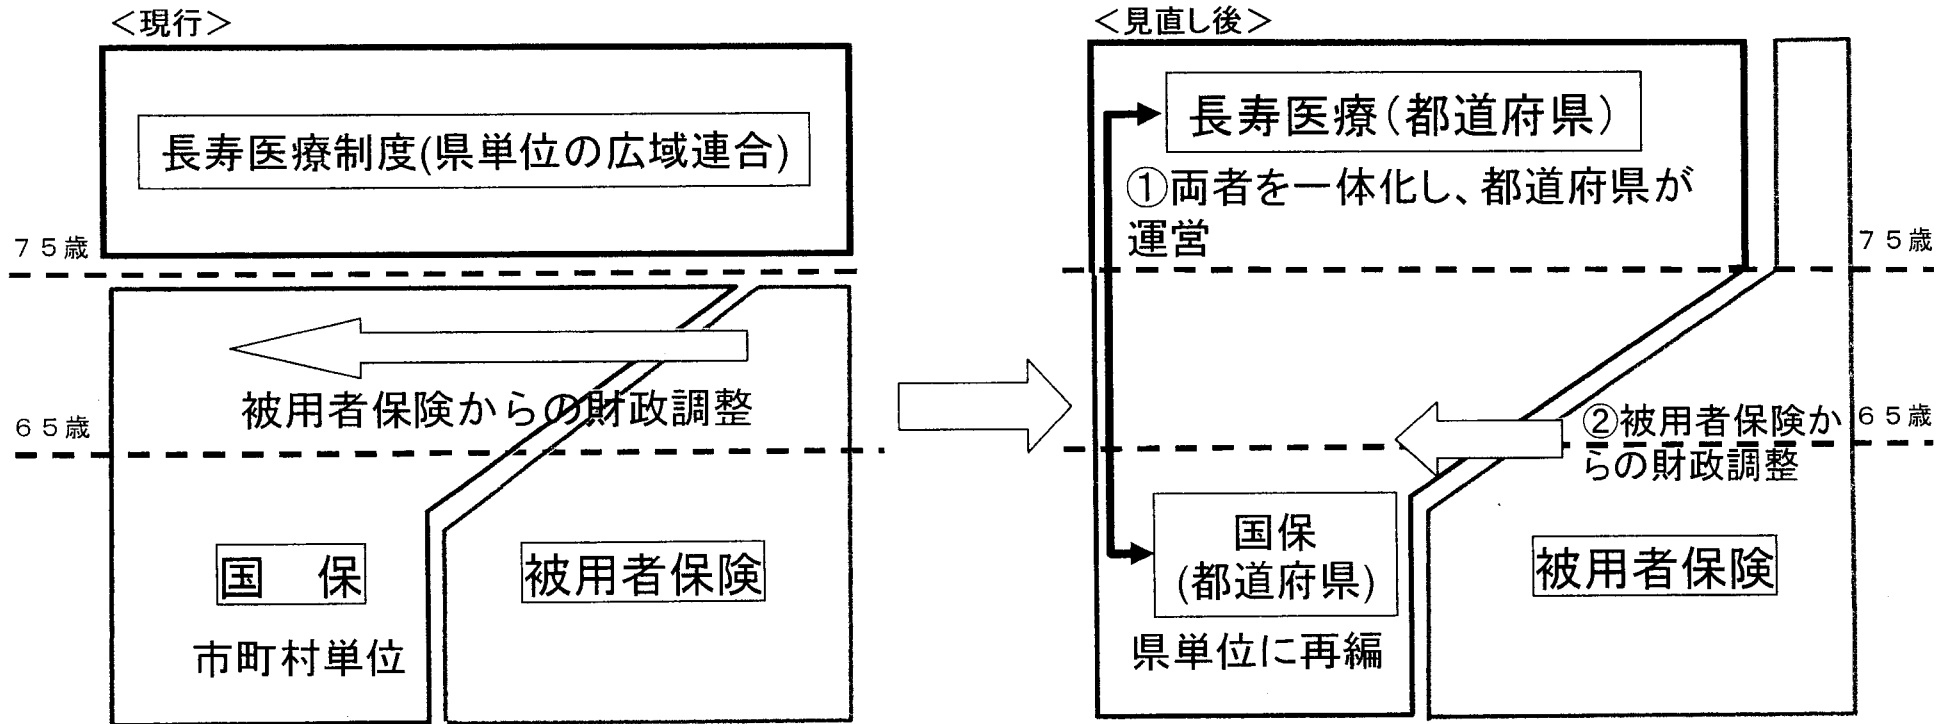 ＜現行＞
長寿医療制度(県単位の広域連合)
７５歳
被用者保険からの財政調整
６５歳
国　保
被用者保険
市町村単位
＜見直し後＞
長寿医療（都道府県）
①両者を一体化し、都道府県が
運営
７５歳
②被用者保険か
らの財政調整
６５歳
国保
(都道府県)
被用者保険
県単位に再編